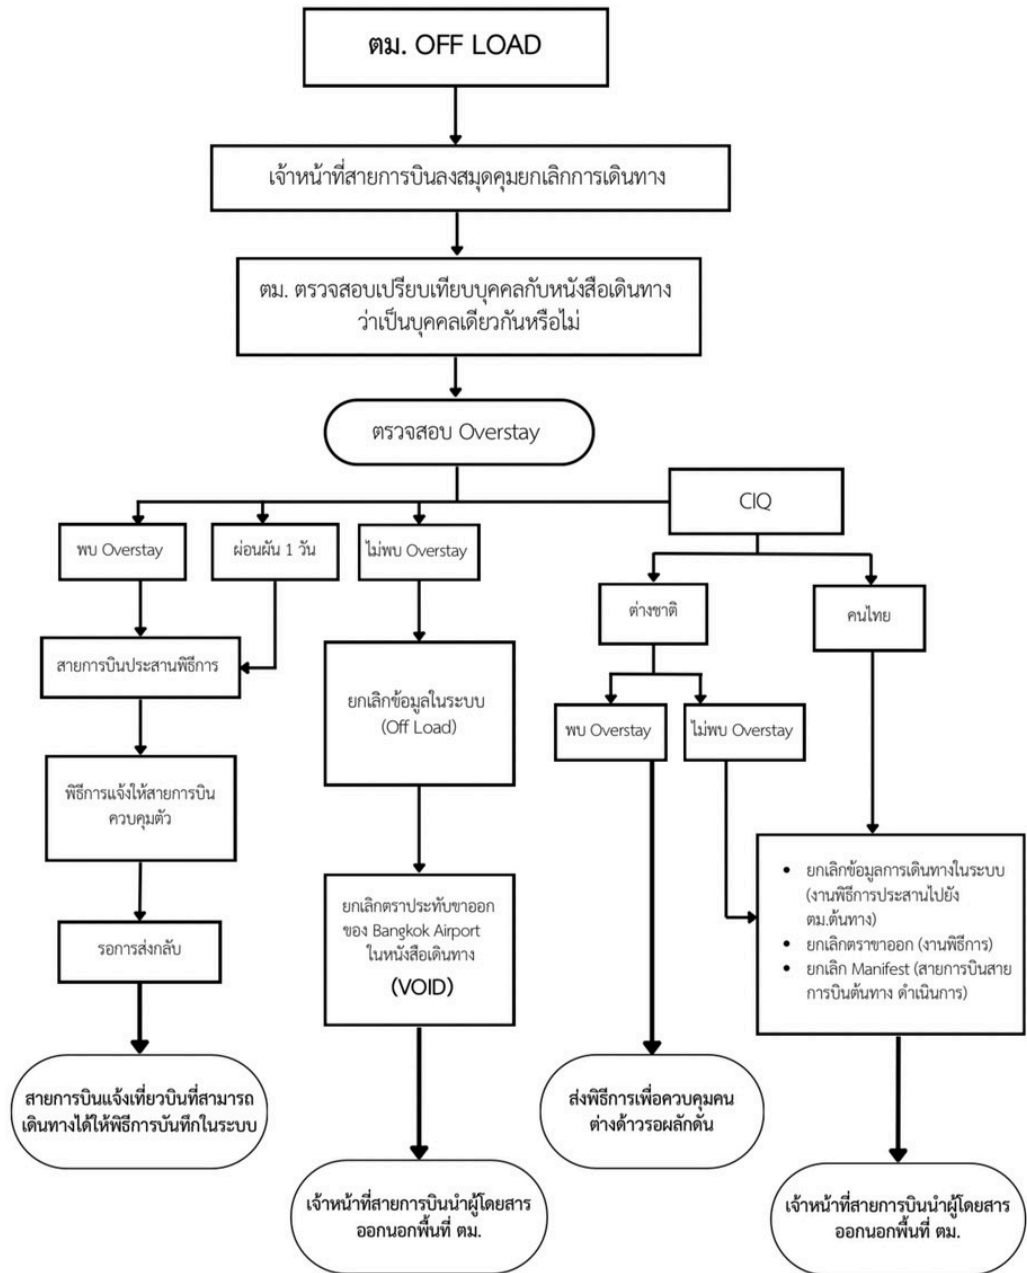 ตม. OFF LOAD
เจ้าหน้าที่สายการบินลงสมุดคุมยกเลิกการเดินทาง
ตม. ตรวจสอบเปรียบเทียบบุคคลกับหนังสือเดินทาง
ว่าเป็นบุคคลเดียวกันหรือไม่
ตรวจสอบ Overstay
CIQ
พบ Overstay
ผ่อนผัน 1 วัน
ไม่พบ Overstay
ต่างชาติ
คนไทย
สายการบินประสานพิธีการ
ยกเลิกข้อมูลในระบบ
(Off Load)
พบ Overstay
ไม่พบ Overstay
พิธีการแจ้งให้สายการบิน
ควบคุมตัว
ยกเลิกตราประทับขาออก
ของ Bangkok Airport
ในหนังสือเดินทาง
(VOID)
• ยกเลิกข้อมูลการเดินทางในระบบ
(งานพิธีการประสานไปยัง
ตม.ต้นทาง)
• ยกเลิกตราขาออก (งานพิธีการ)
• ยกเลิก Manifest (สายการบินสาย
การบินต้นทาง ดำเนินการ)
รอการส่งกลับ
สายการบินแจ้งเที่ยวบินที่สามารถ
เดินทางได้ให้พิธีการบันทึกในระบบ
ส่งพิธีการเพื่อควบคุมคน
ต่างด้าวรอผลักดัน
เจ้าหน้าที่สายการบินนำผู้โดยสาร
ออกนอกพื้นที่ ตม.
เจ้าหน้าที่สายการบินนำผู้โดยสาร
ออกนอกพื้นที่ ตม.